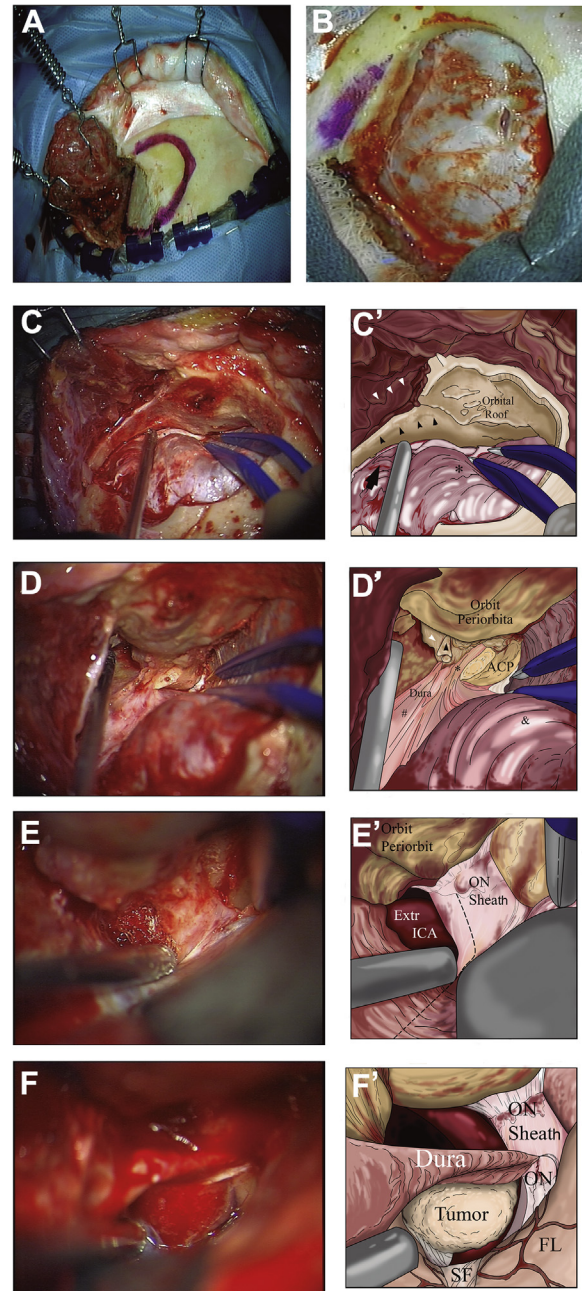 A
B
C
C'
Orbital
Roof
*
D
D'
Orbit
Periorbita
ACP
*
Dura
#
&
E
E'
Orbit
Periorbit
ON
Sheath
Extr
ICA
F
F'
ON
Sheath
Dura
ON
Tumor
FL
SF